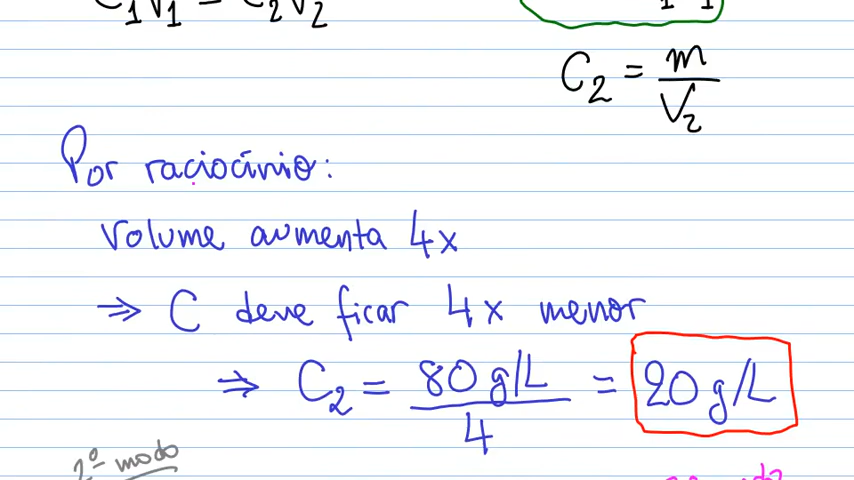 C₁V₁ = C₂V₂
C₂ = m / V₂
Por raciocínio:
Volume aumenta 4x
⇒ C deve ficar 4x menor
⇒ C₂ = 80 g/L / 4 = 20 g/L
2º modo